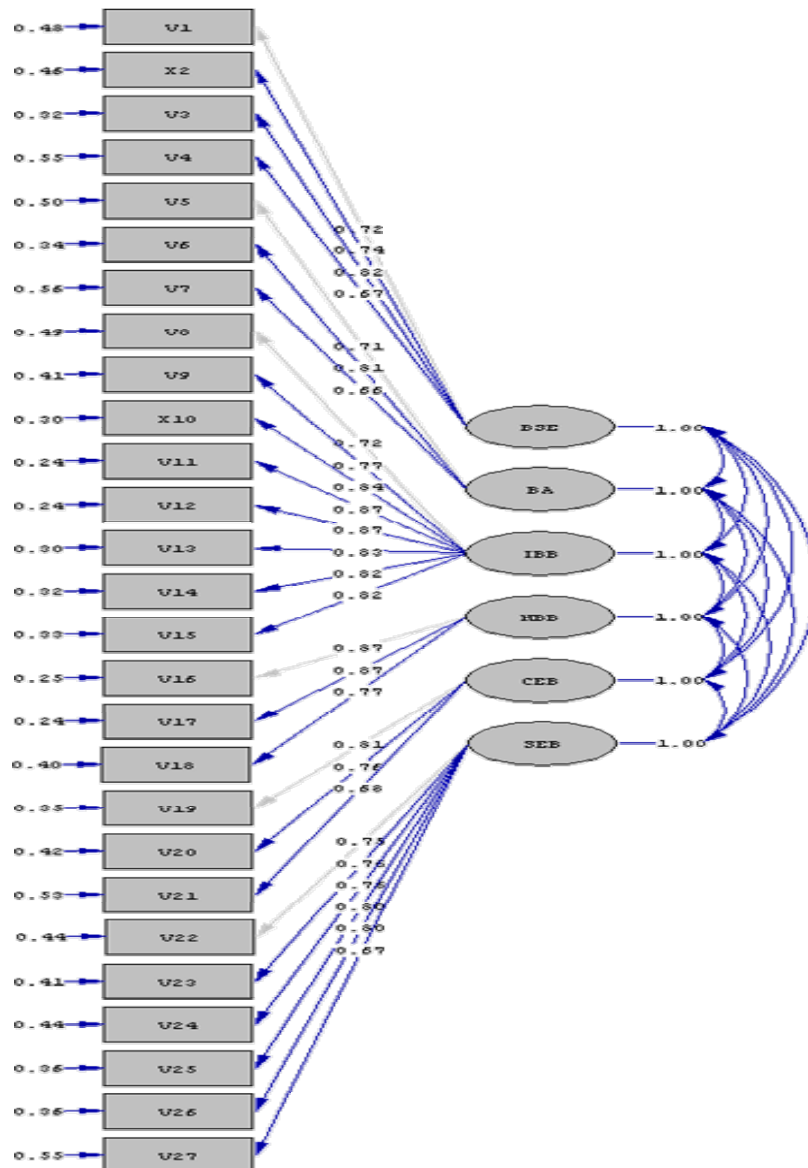 0.48 V1
0.46 X2
0.32 V3
0.55 V4
0.50 V5
0.34 V6
0.56 V7
0.49 V8
0.41 V9
0.30 X10
0.24 V11
0.24 V12
0.30 V13
0.32 V14
0.33 V15
0.25 V16
0.24 V17
0.40 V18
0.35 V19
0.42 V20
0.53 V21
0.44 V22
0.41 V23
0.44 V24
0.36 V25
0.36 V26
0.55 V27
0.72
0.74
0.82
0.67
0.71
0.81
0.66
0.72
0.77
0.84
0.87
0.87
0.83
0.82
0.82
0.87
0.87
0.77
0.81
0.76
0.68
0.75
0.80
0.80
0.67
BSE 1.00
BA 1.00
IBB 1.00
MBB 1.00
CEB 1.00
SEB 1.00